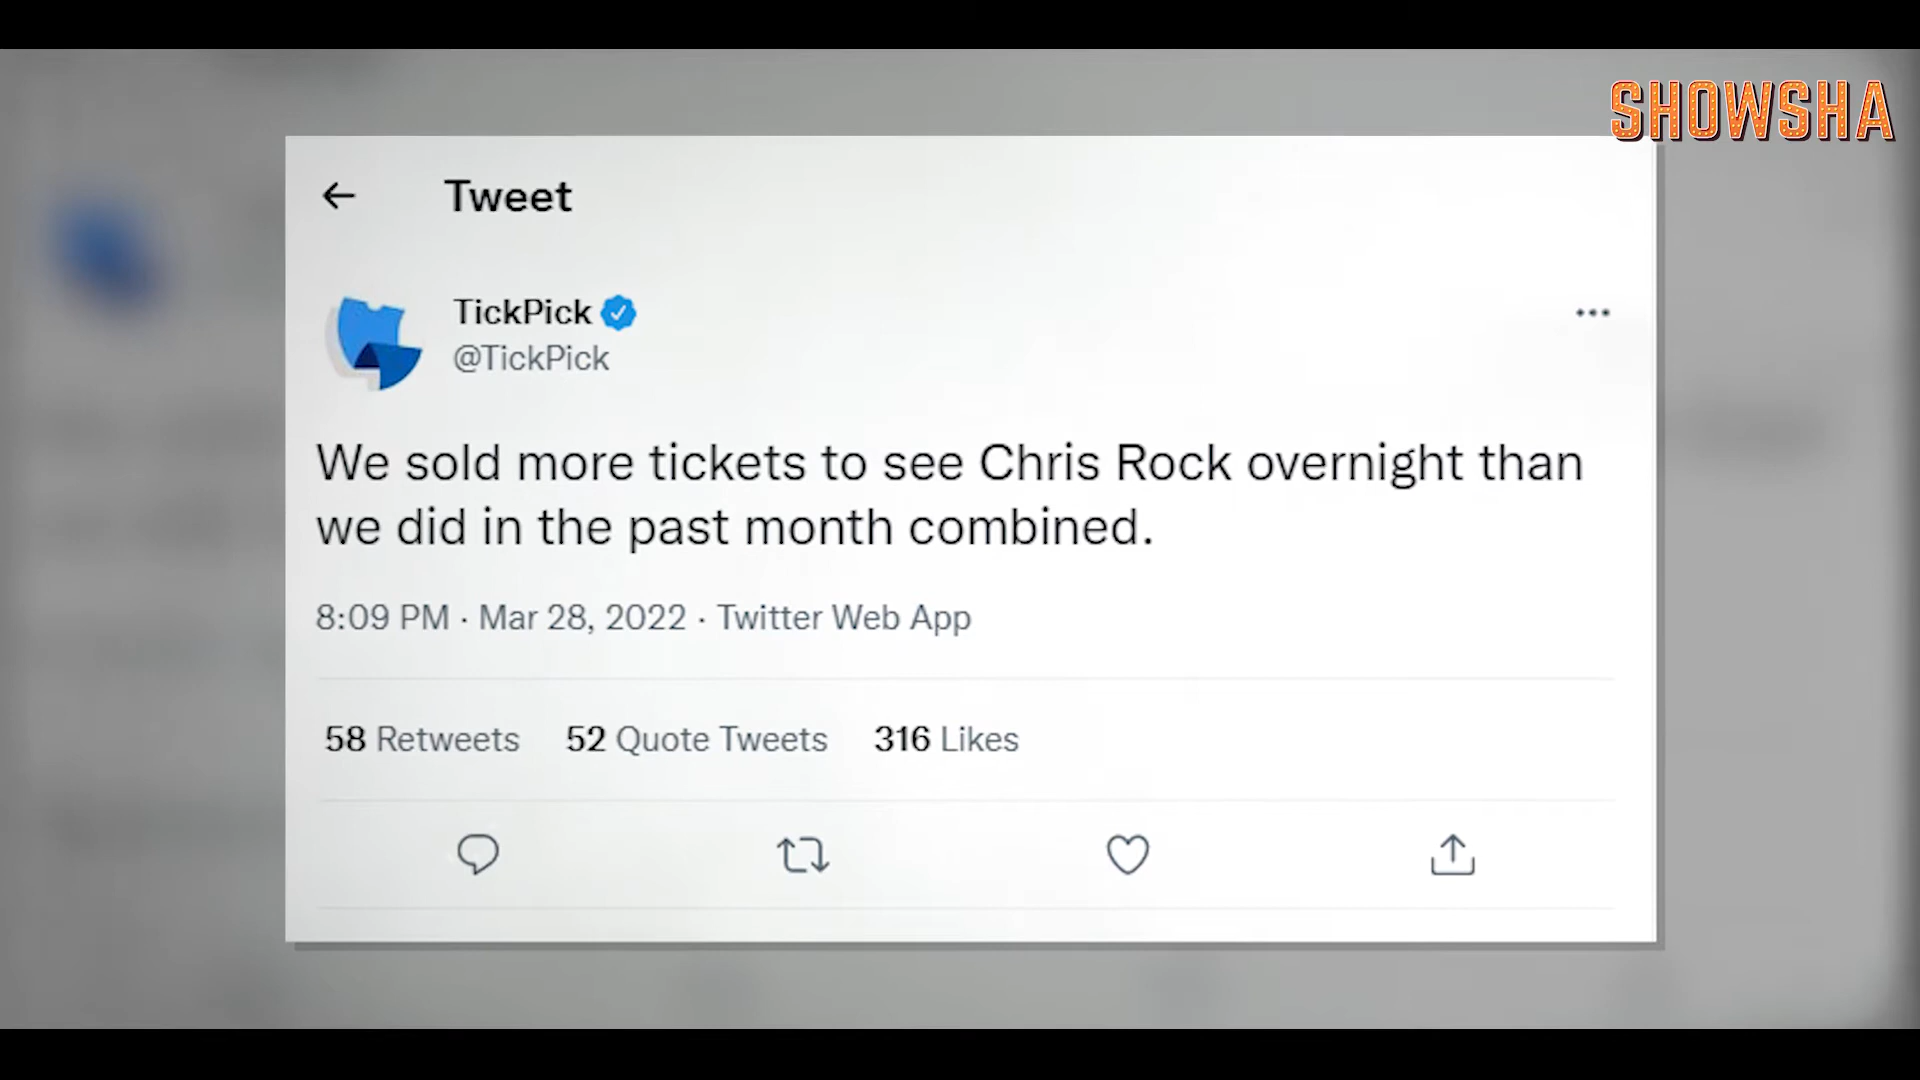 SHOWSHA
Tweet
TickPick
@TickPick
We sold more tickets to see Chris Rock overnight than
we did in the past month combined.
8:09 PM · Mar 28, 2022 · Twitter Web App
58 Retweets 52 Quote Tweets 316 Likes